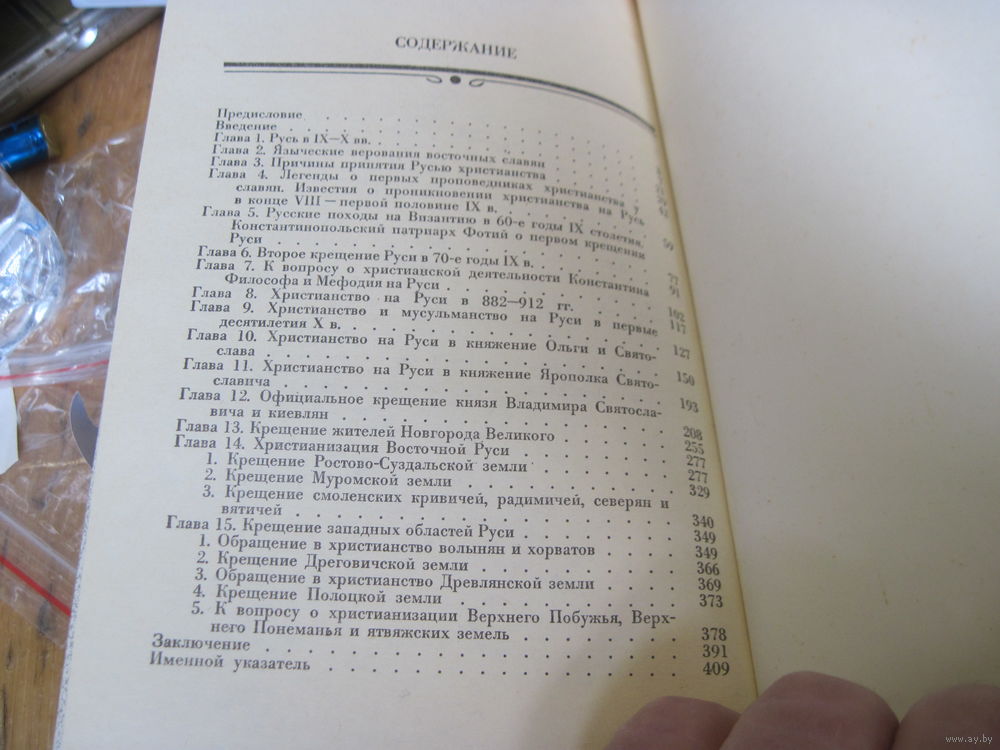 СОДЕРЖАНИЕ
Предисловие . . . . . . . . . . . .
Введение . . . . . . . . . . . .
Глава 1. Русь в IX—X вв. . . . . . . . . . . .
Глава 2. Языческие верования восточных славян . . . . . .
Глава 3. Причины принятия Русью христианства . . . . . .
Глава 4. Легенды о первых проповедниках христианства у
славян. Известия о проникновении христианства на Русь
в конце VIII — первой половине IX в. . . . . . . . 59
Глава 5. Русские походы на Византию в 60-е годы IX столетия.
Константинопольский патриарх Фотий о первом крещении
Руси . . . . . . . . . . . . 77
Глава 6. Второе крещение Руси в 70-е годы IX в. . . . . . 91
Глава 7. К вопросу о христианской деятельности Константина
Философа и Мефодия на Руси . . . . . . . . 102
Глава 8. Христианство на Руси в 882—912 гг. . . . . . 117
Глава 9. Христианство и мусульманство на Руси в первые
десятилетия X в. . . . . . . . . . . 127
Глава 10. Христианство на Руси в княжение Ольги и Свято-
слава . . . . . . . . . . . . 150
Глава 11. Христианство на Руси в княжение Ярополка Свято-
славича . . . . . . . . . . . . 193
Глава 12. Официальное крещение князя Владимира Святосла-
вича и киевлян . . . . . . . . . . . . 208
Глава 13. Крещение жителей Новгорода Великого . . . . . . 255
Глава 14. Христианизация Восточной Руси . . . . . . . 277
1. Крещение Ростово-Суздальской земли . . . . . . . 277
2. Крещение Муромской земли . . . . . . . . . 329
3. Крещение смоленских кривичей, радимичей, северян и
вятичей . . . . . . . . . . . . 340
Глава 15. Крещение западных областей Руси . . . . . . . 349
1. Обращение в христианство волынян и хорватов . . . . 349
2. Крещение Дреговичской земли . . . . . . . . 366
3. Обращение в христианство Древлянской земли . . . . 369
4. Крещение Полоцкой земли . . . . . . . . . 373
5. К вопросу о христианизации Верхнего Побужья, Верх-
него Понеманья и ятвяжских земель . . . . . . 378
Заключение . . . . . . . . . . . . 391
Именной указатель . . . . . . . . . . . . 409
www.ay.by